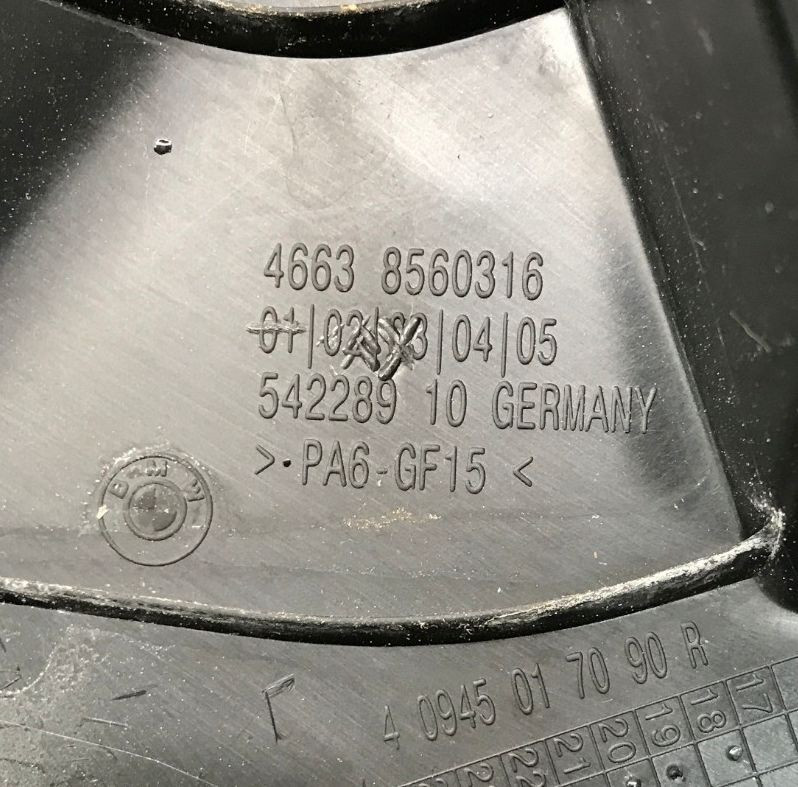 4663 8560316
01|02|03|04|05
542289 10 GERMANY
>·PA6-GF15 <
BMW
4 0945 01 70 90 R
20 19 18 17
22 21